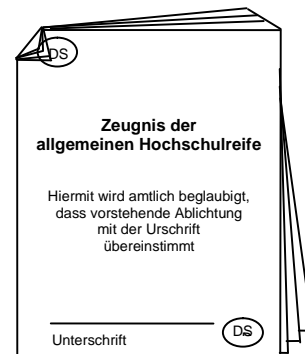 DS
Zeugnis der
allgemeinen Hochschulreife
Hiermit wird amtlich beglaubigt,
dass vorstehende Ablichtung
mit der Urschrift
übereinstimmt
DS
Unterschrift